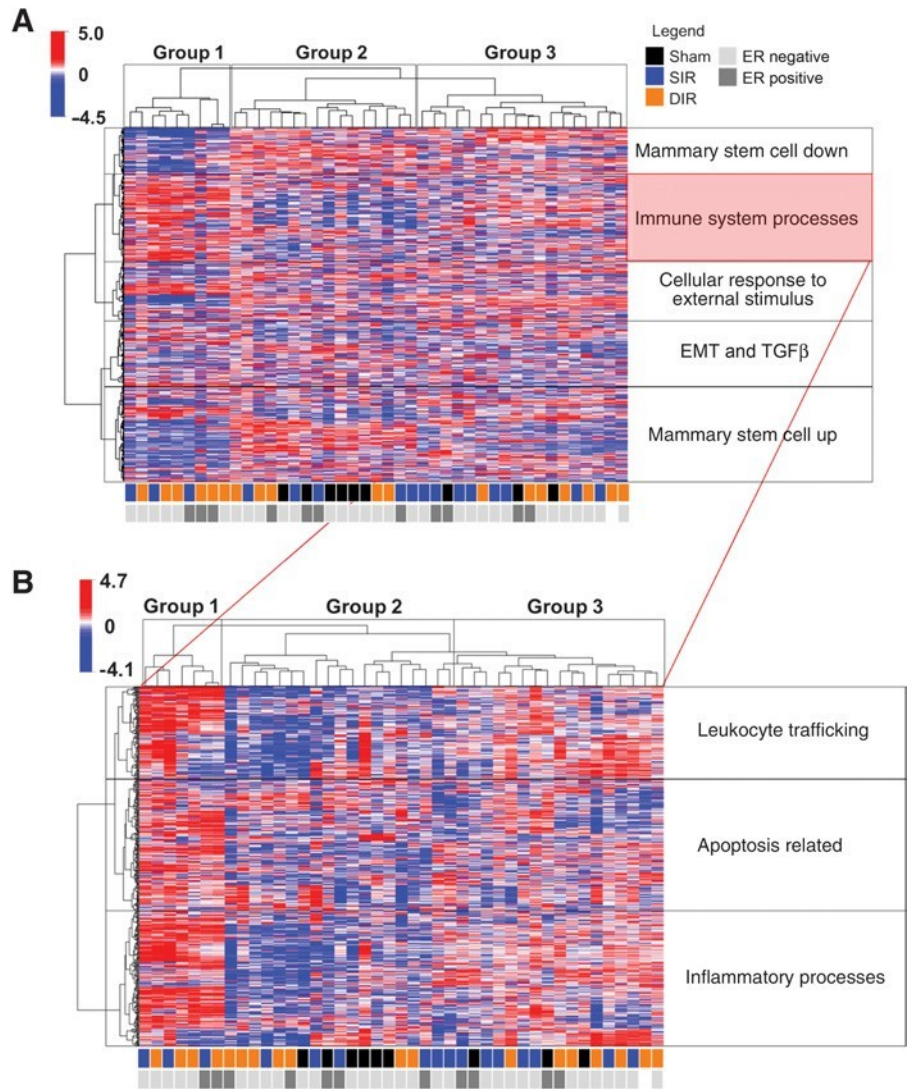 A
5.0
0
−4.5
Group 1 Group 2 Group 3
Legend
Sham ER negative
SIR ER positive
DIR
Mammary stem cell down
Immune system processes
Cellular response to
external stimulus
EMT and TGFβ
Mammary stem cell up
B
4.7
0
-4.1
Group 1 Group 2 Group 3
Leukocyte trafficking
Apoptosis related
Inflammatory processes